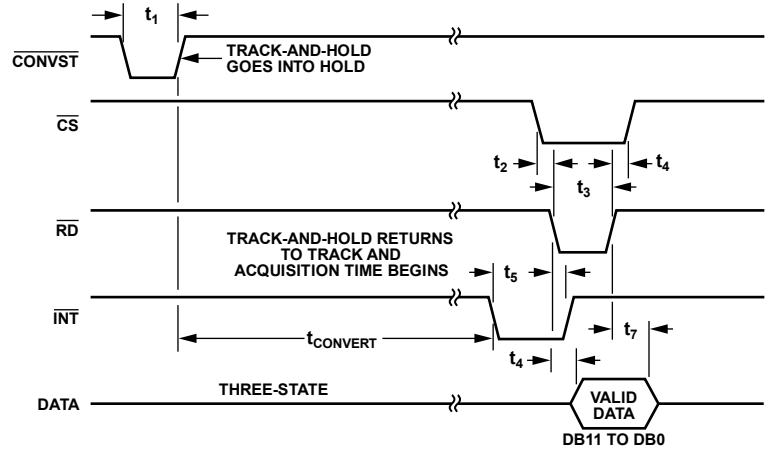 t1
CONVST
TRACK-AND-HOLD
GOES INTO HOLD
CS
t2
t4
t3
RD
TRACK-AND-HOLD RETURNS
TO TRACK AND
ACQUISITION TIME BEGINS
t5
INT
tCONVERT
t7
t4
THREE-STATE
DATA
VALID
DATA
DB11 TO DB0